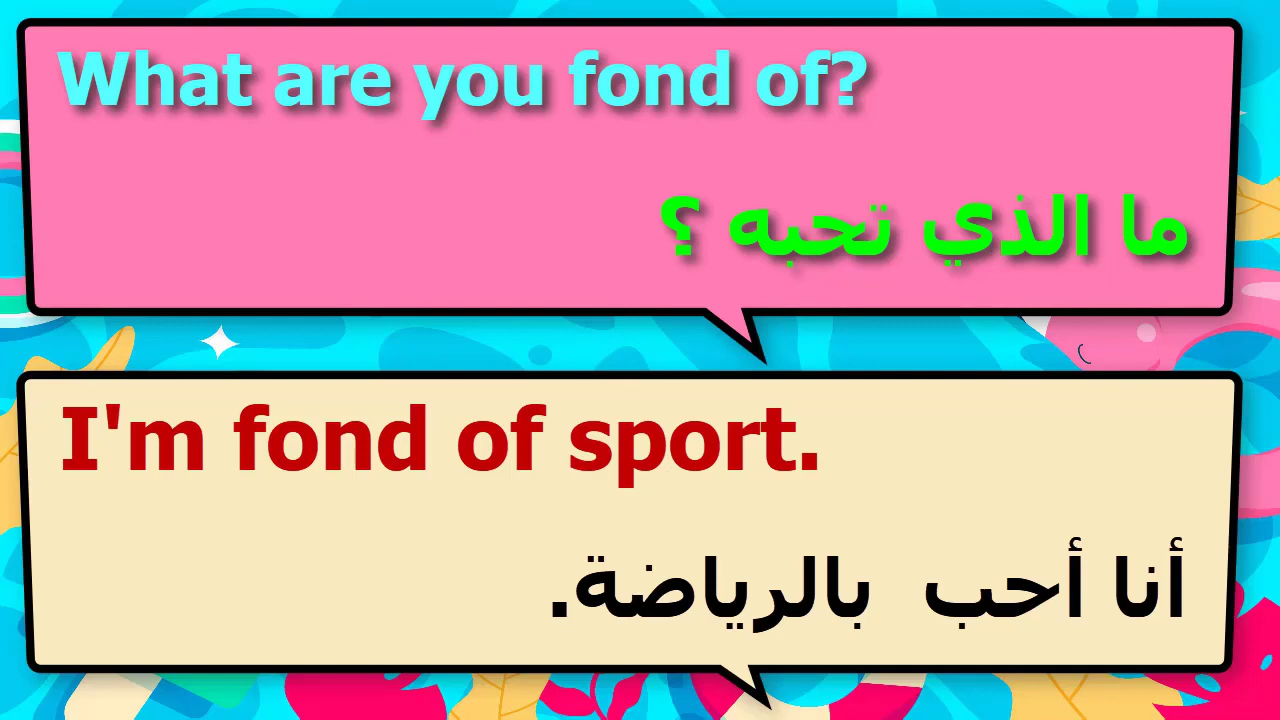 What are you fond of?
ما الذي تحبه ؟
I'm fond of sport.
أنا أحب بالرياضة.